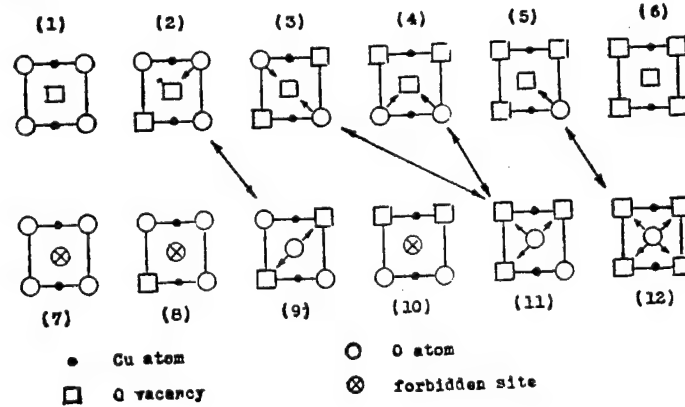 (1) (2) (3) (4) (5) (6)
(7) (8) (9) (10) (11) (12)
Cu atom
O atom
O vacancy
forbidden site